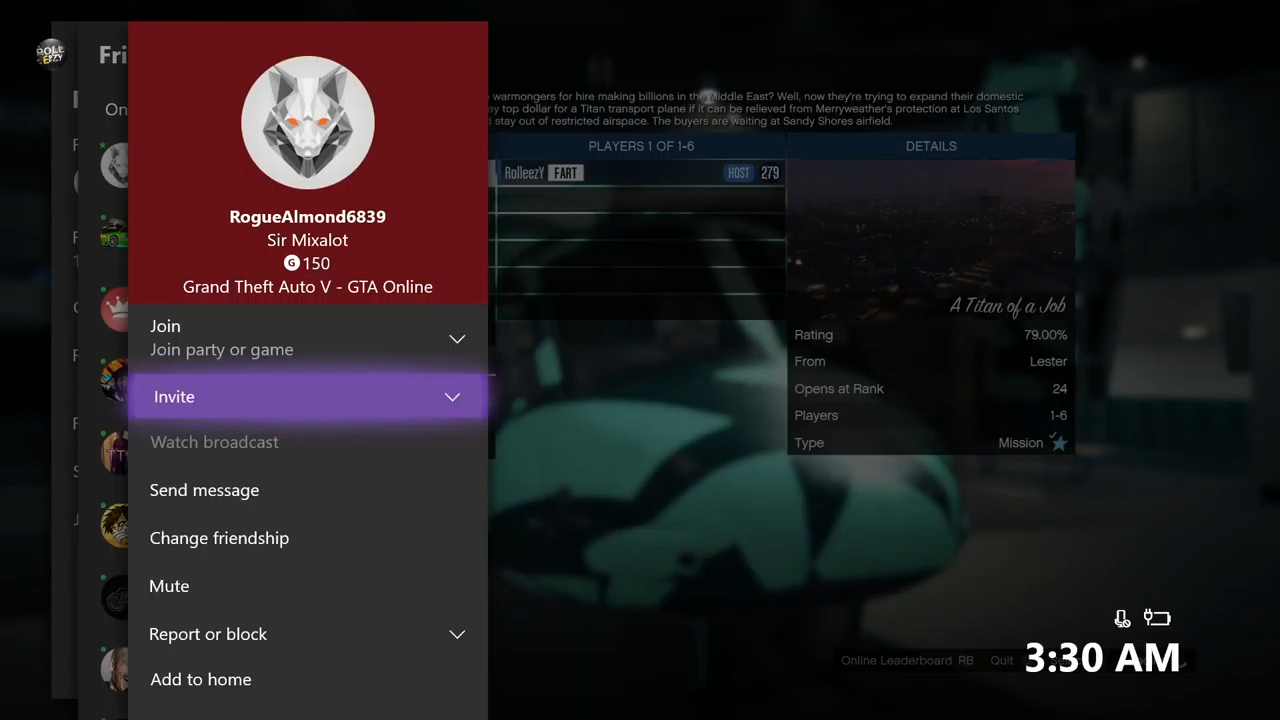 Fri
On
RogueAlmond6839
Sir Mixalot
G 150
Grand Theft Auto V - GTA Online
Join
Join party or game
Invite
Watch broadcast
Send message
Change friendship
Mute
Report or block
Add to home
warmongers for hire making billions in the Middle East? Well, now they're trying to expand their domestic
ay top dollar for a Titan transport plane if it can be relieved from Merryweather's protection at Los Santos
stay out of restricted airspace. The buyers are waiting at Sandy Shores airfield.
PLAYERS 1 OF 1-6
RolleezY FART HOST 279
DETAILS
A Titan of a Job
Rating 79.00%
From Lester
Opens at Rank 24
Players 1-6
Type Mission
Online Leaderboard RB Quit
3:30 AM